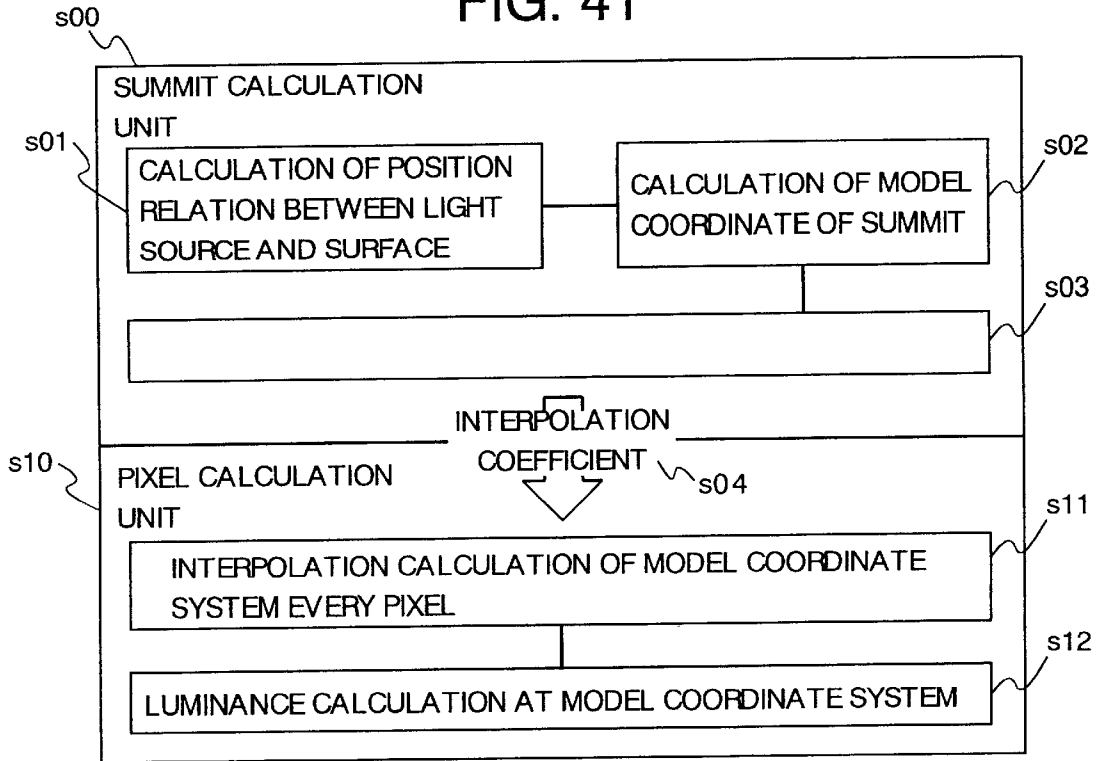 FIG. 41
s00
SUMMIT CALCULATION
UNIT
s01
CALCULATION OF POSITION
RELATION BETWEEN LIGHT
SOURCE AND SURFACE
s02
CALCULATION OF MODEL
COORDINATE OF SUMMIT
s03
INTERPOLATION
COEFFICIENT
s04
s10
PIXEL CALCULATION
UNIT
s11
INTERPOLATION CALCULATION OF MODEL COORDINATE
SYSTEM EVERY PIXEL
s12
LUMINANCE CALCULATION AT MODEL COORDINATE SYSTEM